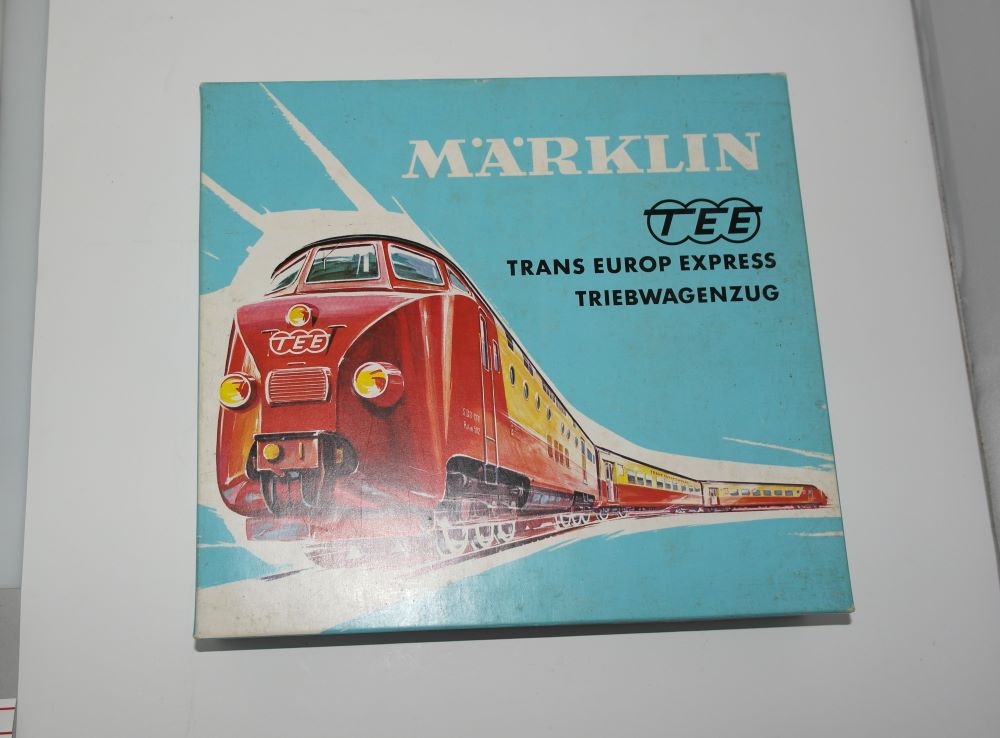 MÄRKLIN
TEE
TRANS EUROP EXPRESS
TRIEBWAGENZUG
TEE